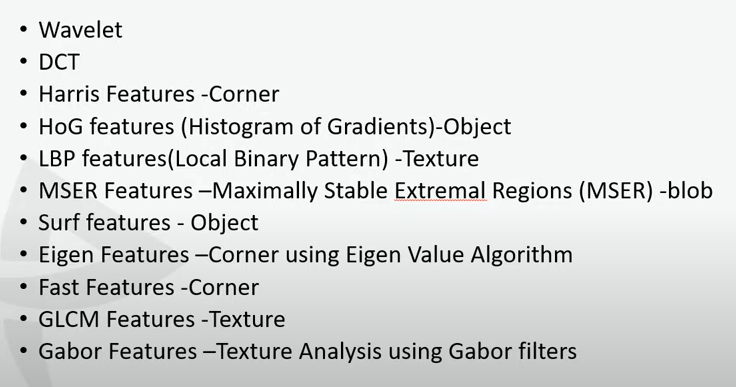 • Wavelet
• DCT
• Harris Features -Corner
• HoG features (Histogram of Gradients)-Object
• LBP features(Local Binary Pattern) -Texture
• MSER Features –Maximally Stable Extremal Regions (MSER) -blob
• Surf features - Object
• Eigen Features –Corner using Eigen Value Algorithm
• Fast Features -Corner
• GLCM Features -Texture
• Gabor Features –Texture Analysis using Gabor filters